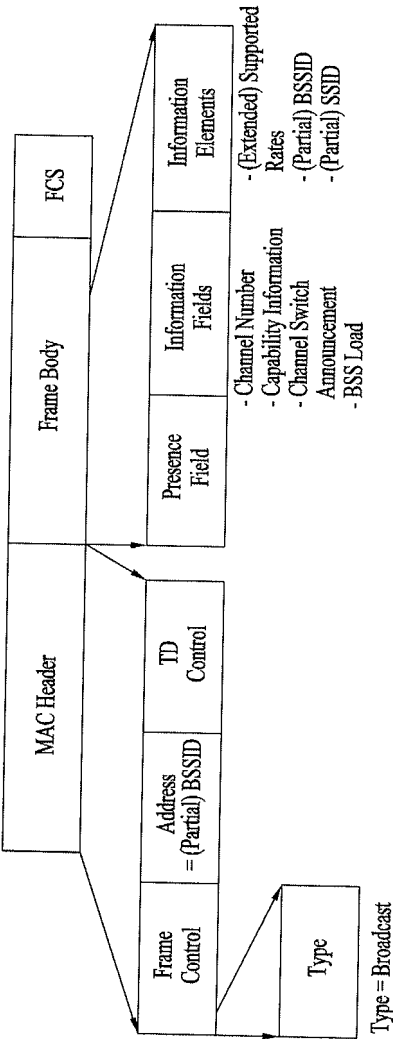 MAC Header
Frame Body
FCS
Frame
Control
Address
= (Partial) BSSID
TD
Control
Presence
Field
Information
Fields
Information
Elements
- Channel Number
- Capability Information
- Channel Switch
Announcement
- BSS Load
- (Extended) Supported
Rates
- (Partial) BSSID
- (Partial) SSID
Type
Type = Broadcast